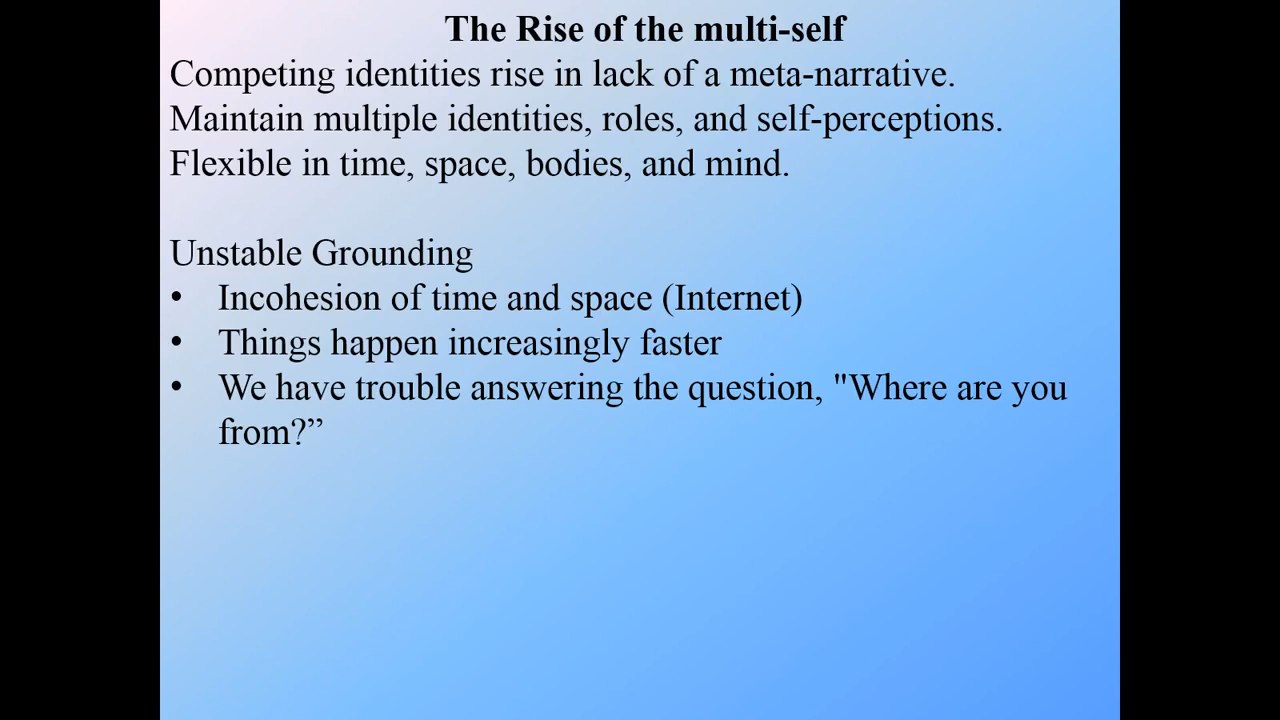 The Rise of the multi-self
Competing identities rise in lack of a meta-narrative.
Maintain multiple identities, roles, and self-perceptions.
Flexible in time, space, bodies, and mind.
Unstable Grounding
• Incohesion of time and space (Internet)
• Things happen increasingly faster
• We have trouble answering the question, "Where are you
from?”